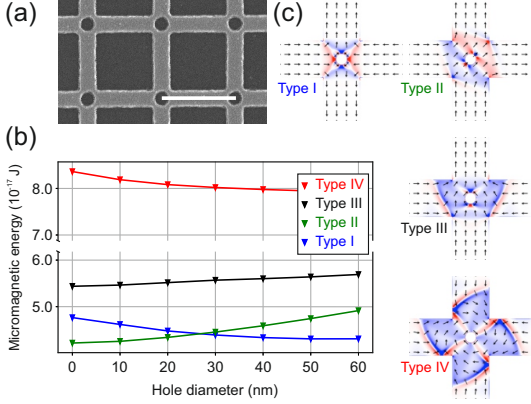 (a)
(c)
Type I
Type II
(b)
Micromagnetic energy (10⁻¹⁷ J)
8.0
7.0
6.0
5.0
Type IV
Type III
Type II
Type I
0 10 20 30 40 50 60
Hole diameter (nm)
Type III
Type IV